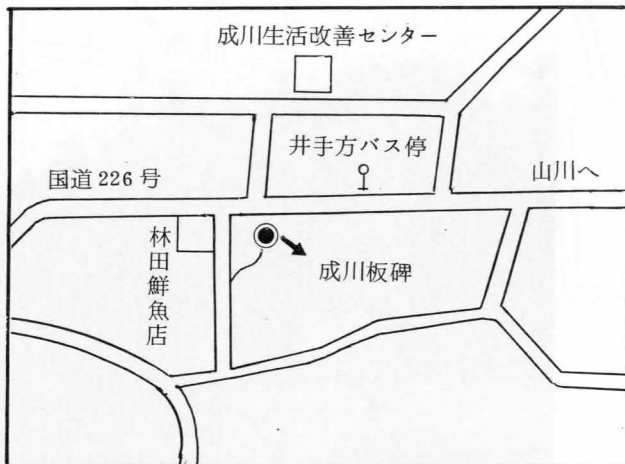 成川生活改善センター
井手方バス停
国道226号
山川へ
林田鮮魚店
成川板碑